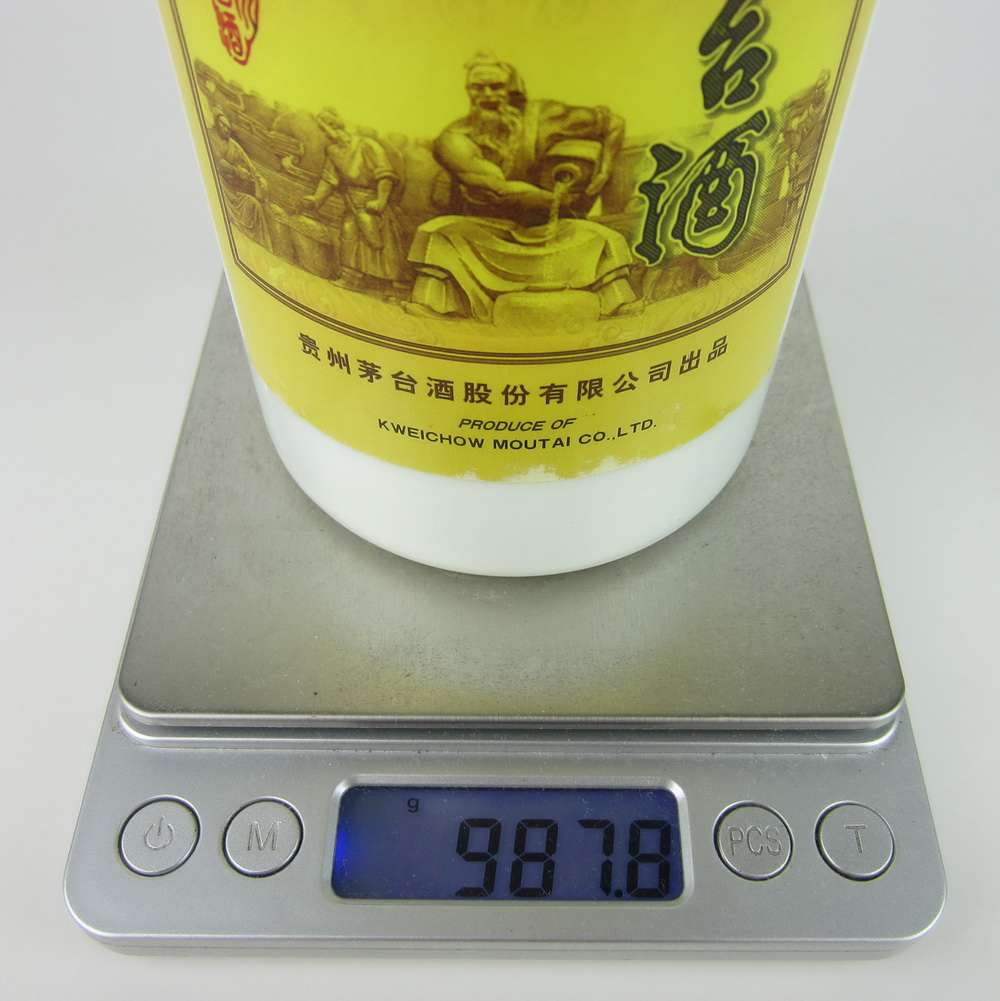 酒
台
酒
贵州茅台酒股份有限公司出品
PRODUCE OF
KWEICHOW MOUTAI CO.,LTD.
g
987.8
M
PCS
T